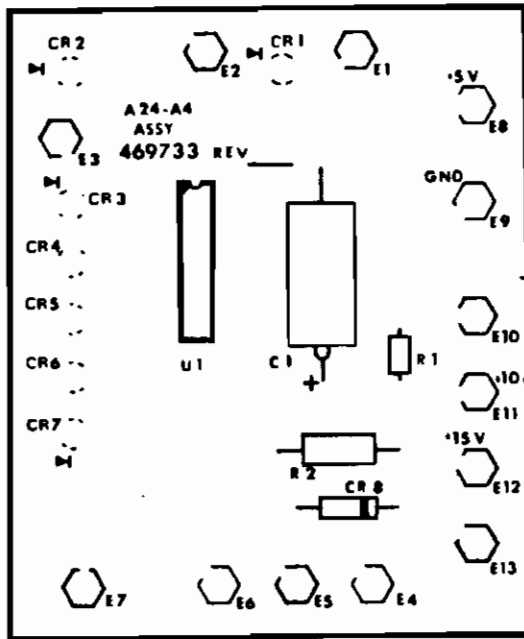 CR2
E2
CR1
E1
+5V
E8
A24-A4
ASSY
469733 REV
E3
GND
E9
CR3
CR4
CR5
E10
CR6
U1
C1
+
R1
+10
E11
CR7
+15V
R2
E12
CR8
E13
E7
E6
E5
E4